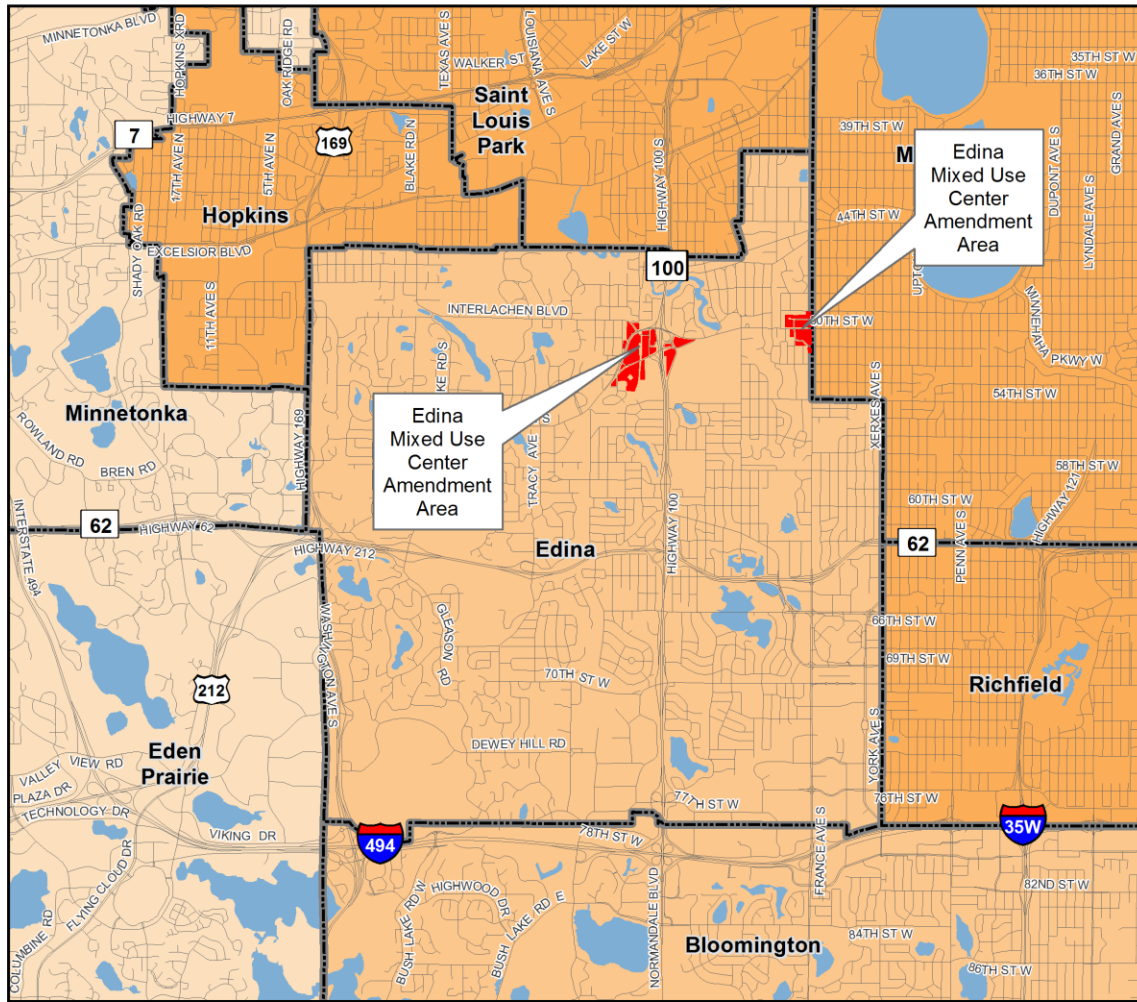 MINNETONKA BLVD
HOPKINS XRD
OAK RIDGE RD
TEXAS AVE S
LOUISIANA AVE S
WALKER ST
LAKE ST W
35TH ST W
36TH ST W
GRAND AVE S
HIGHWAY 7
7
169
17TH AVE N
5TH AVE N
BLAKE RD N
Saint
Louis
Park
HIGHWAY 100 S
39TH ST W
M
Edina
Mixed Use
Center
Amendment
Area
DUPONT AVE S
LYNDALE AVE S
44TH ST W
Hopkins
SHADY OAK RD
EXCELSIOR BLVD
11TH AVE S
100
UPTO
MINNEHAHA
PKWY W
INTERLACHEN BLVD
50TH ST W
KE RD S
XERXES AVE S
54TH ST W
Minnetonka
HIGHWAY 169
Edina
Mixed Use
Center
Amendment
Area
S
TRACY AVE
ROWLAND RD
BREN RD
58TH ST W
HIGHWAY 121
60TH ST W
PENN AVE S
INTERSTATE 494
62
HIGHWAY 62
HIGHWAY 212
Edina
HIGHWAY 100
62
WASHINGTON AVE S
GLEASON RD
66TH ST W
69TH ST W
70TH ST W
Richfield
212
Eden
Prairie
DEWEY HILL RD
YORK AVE S
VALLEY VIEW RD
PLAZA DR
TECHNOLOGY DR
VIKING DR
FLYING CLOUD DR
COLUMBINE RD
77TH ST W
76TH ST W
494
78TH ST W
35W
FRANCE AVE S
BUSH LAKE RD W
HIGHWOOD DR
BUSH LAKE RD E
NORMANDALE BLVD
82ND ST W
84TH ST W
Bloomington
86TH ST W